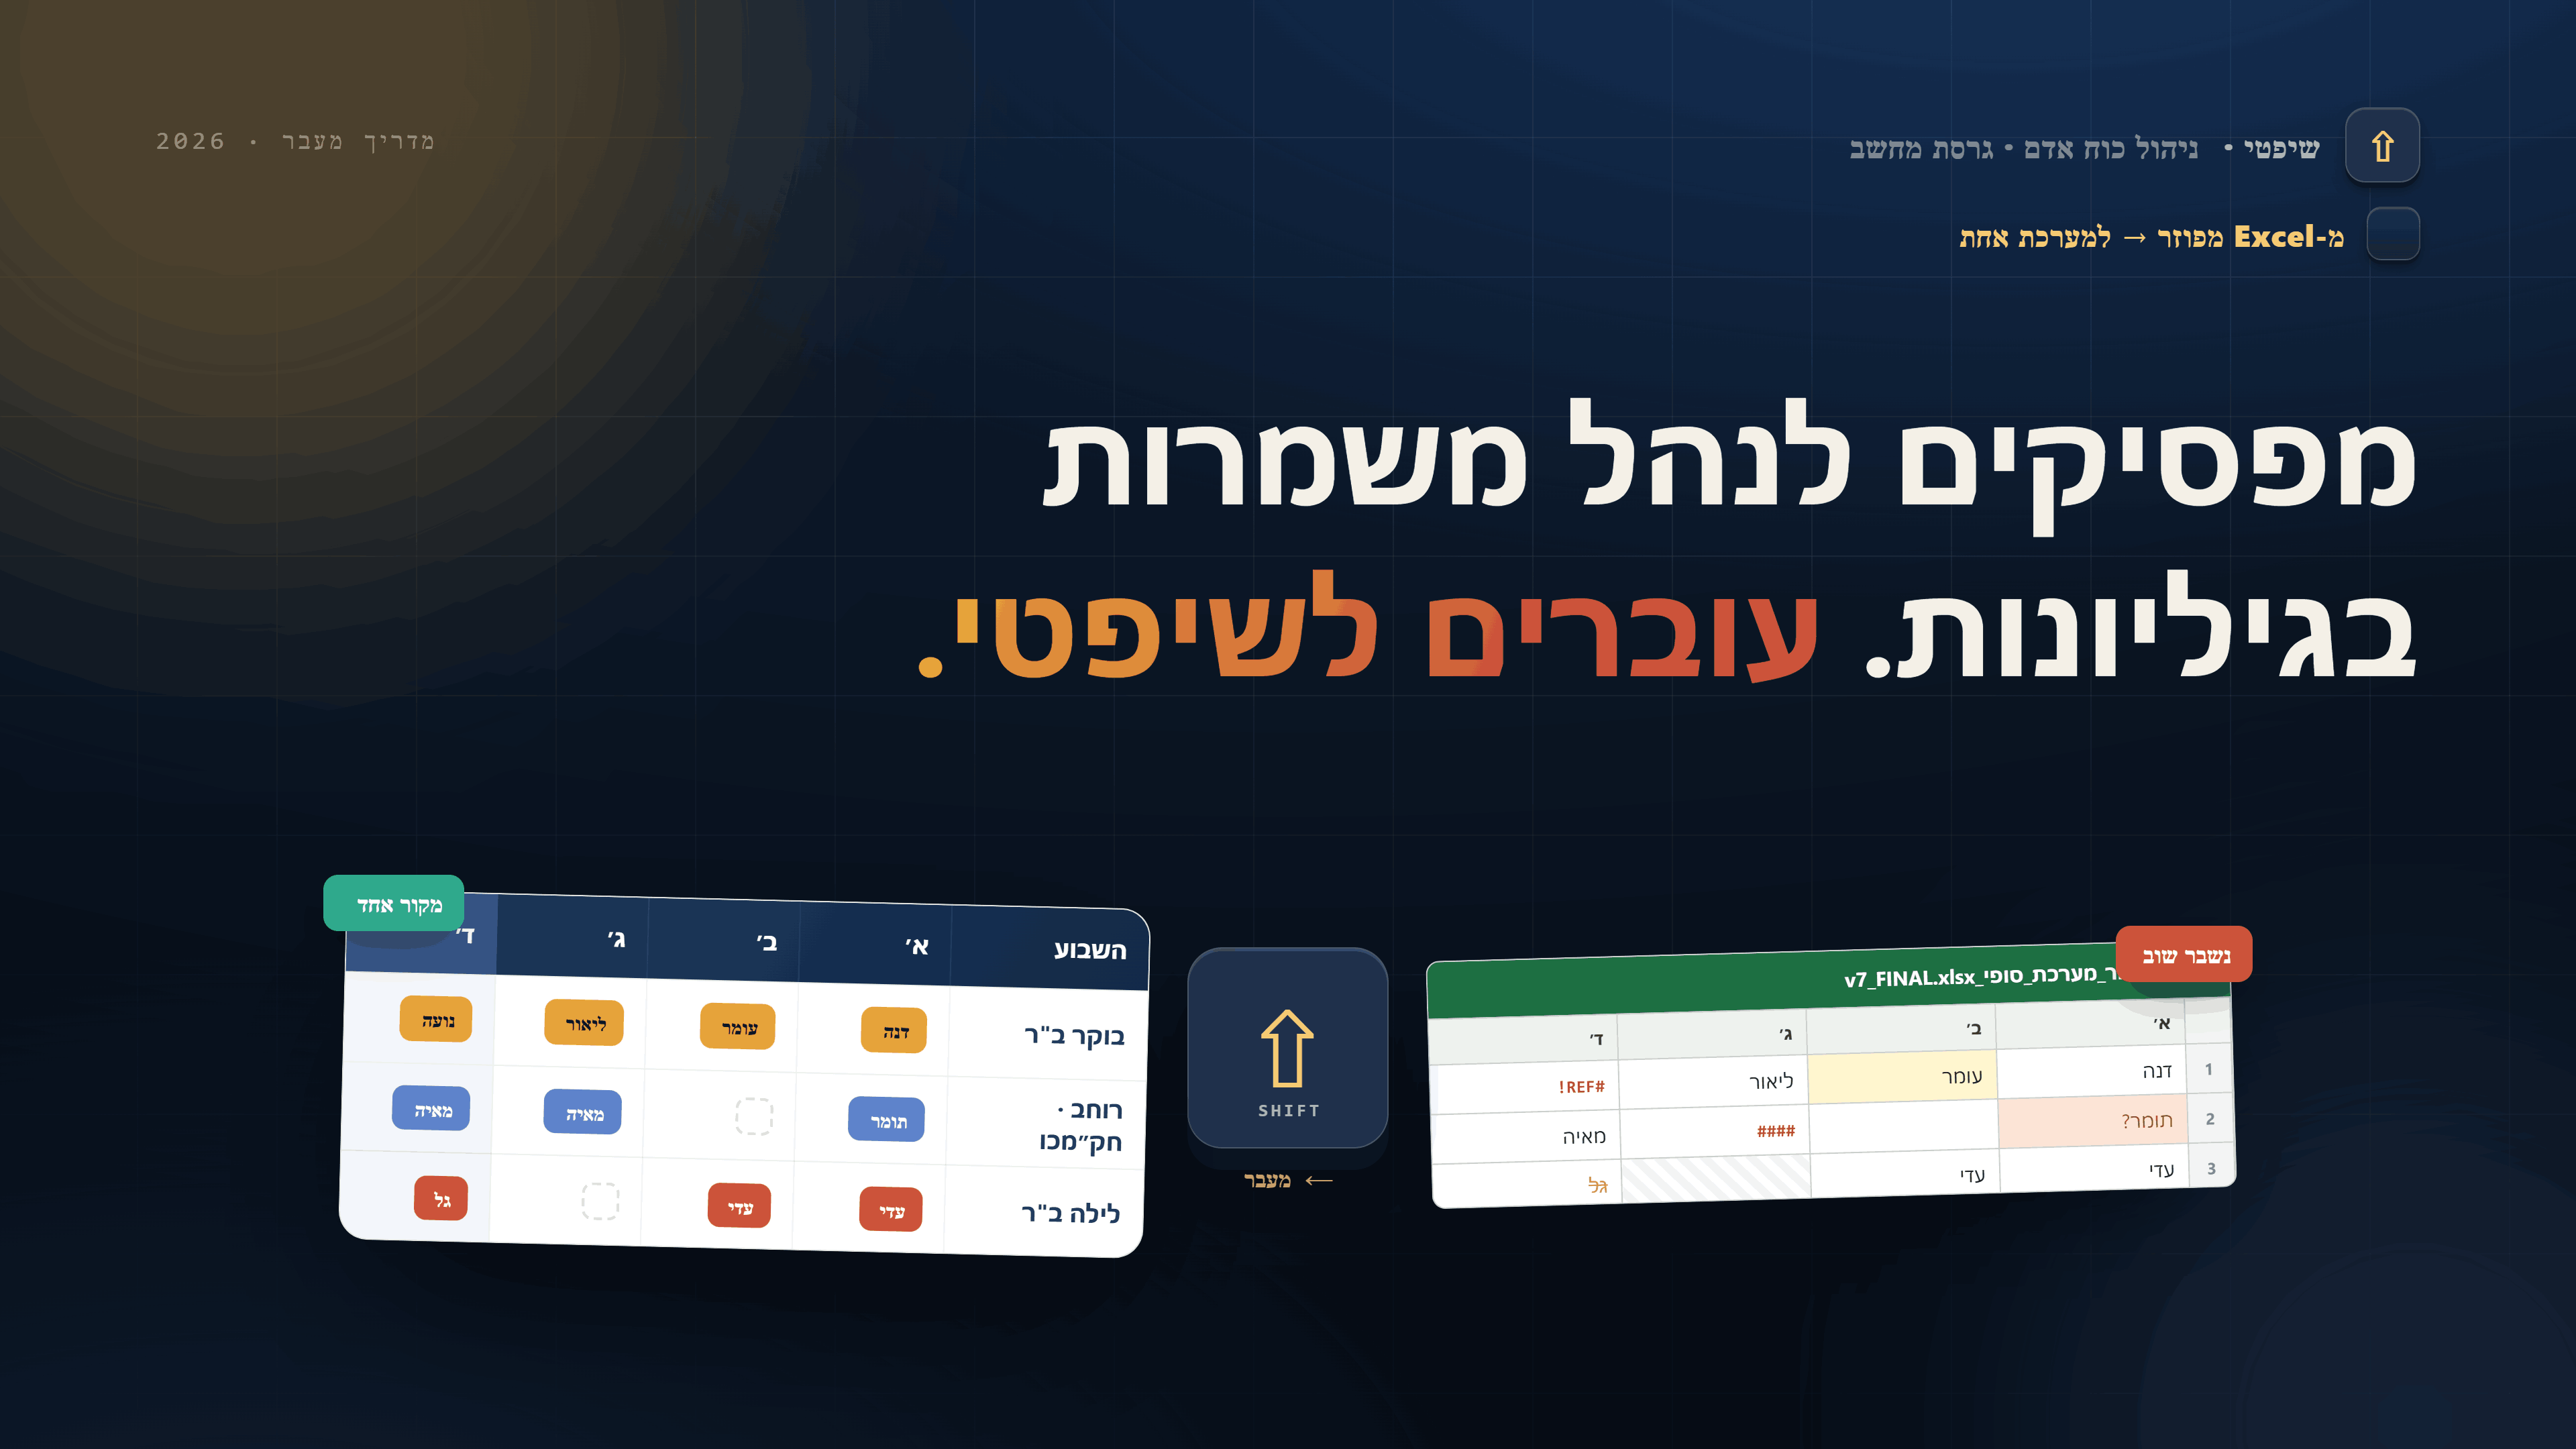 שיפטי • ניהול כוח אדם • גרסת מחשב
מדריך מעבר · 2026
מ-Excel מפוזר → למערכת אחת
מפסיקים לנהל משמרות
בגיליונות. עוברים לשיפטי.
נשבר שוב
מערכת_סופי_v7_FINAL.xlsx
א׳ ב׳ ג׳ ד׳
1 דנה עומר ליאור #REF!
2 תומר? #### מאיה
3 עדי עדי גל
⇧
SHIFT
← מעבר
מקור אחד
השבוע א׳ ב׳ ג׳ ד׳
בוקר ב"ר דנה עומר ליאור נועה
רוחב ·
חק״מכו תומר מאיה מאיה
לילה ב"ר עדי עדי גל